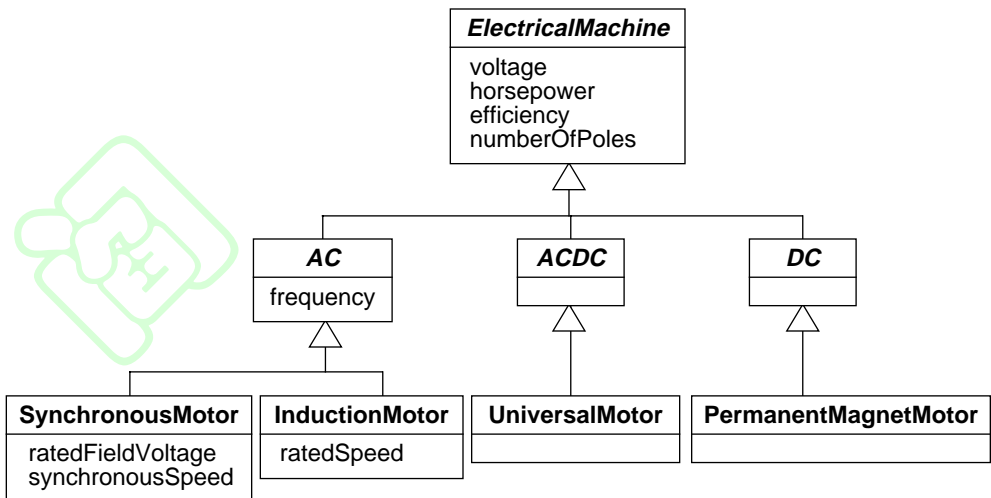 ElectricalMachine
voltage
horsepower
efficiency
numberOfPoles
AC
frequency
ACDC
DC
SynchronousMotor
ratedFieldVoltage
synchronousSpeed
InductionMotor
ratedSpeed
UniversalMotor
PermanentMagnetMotor